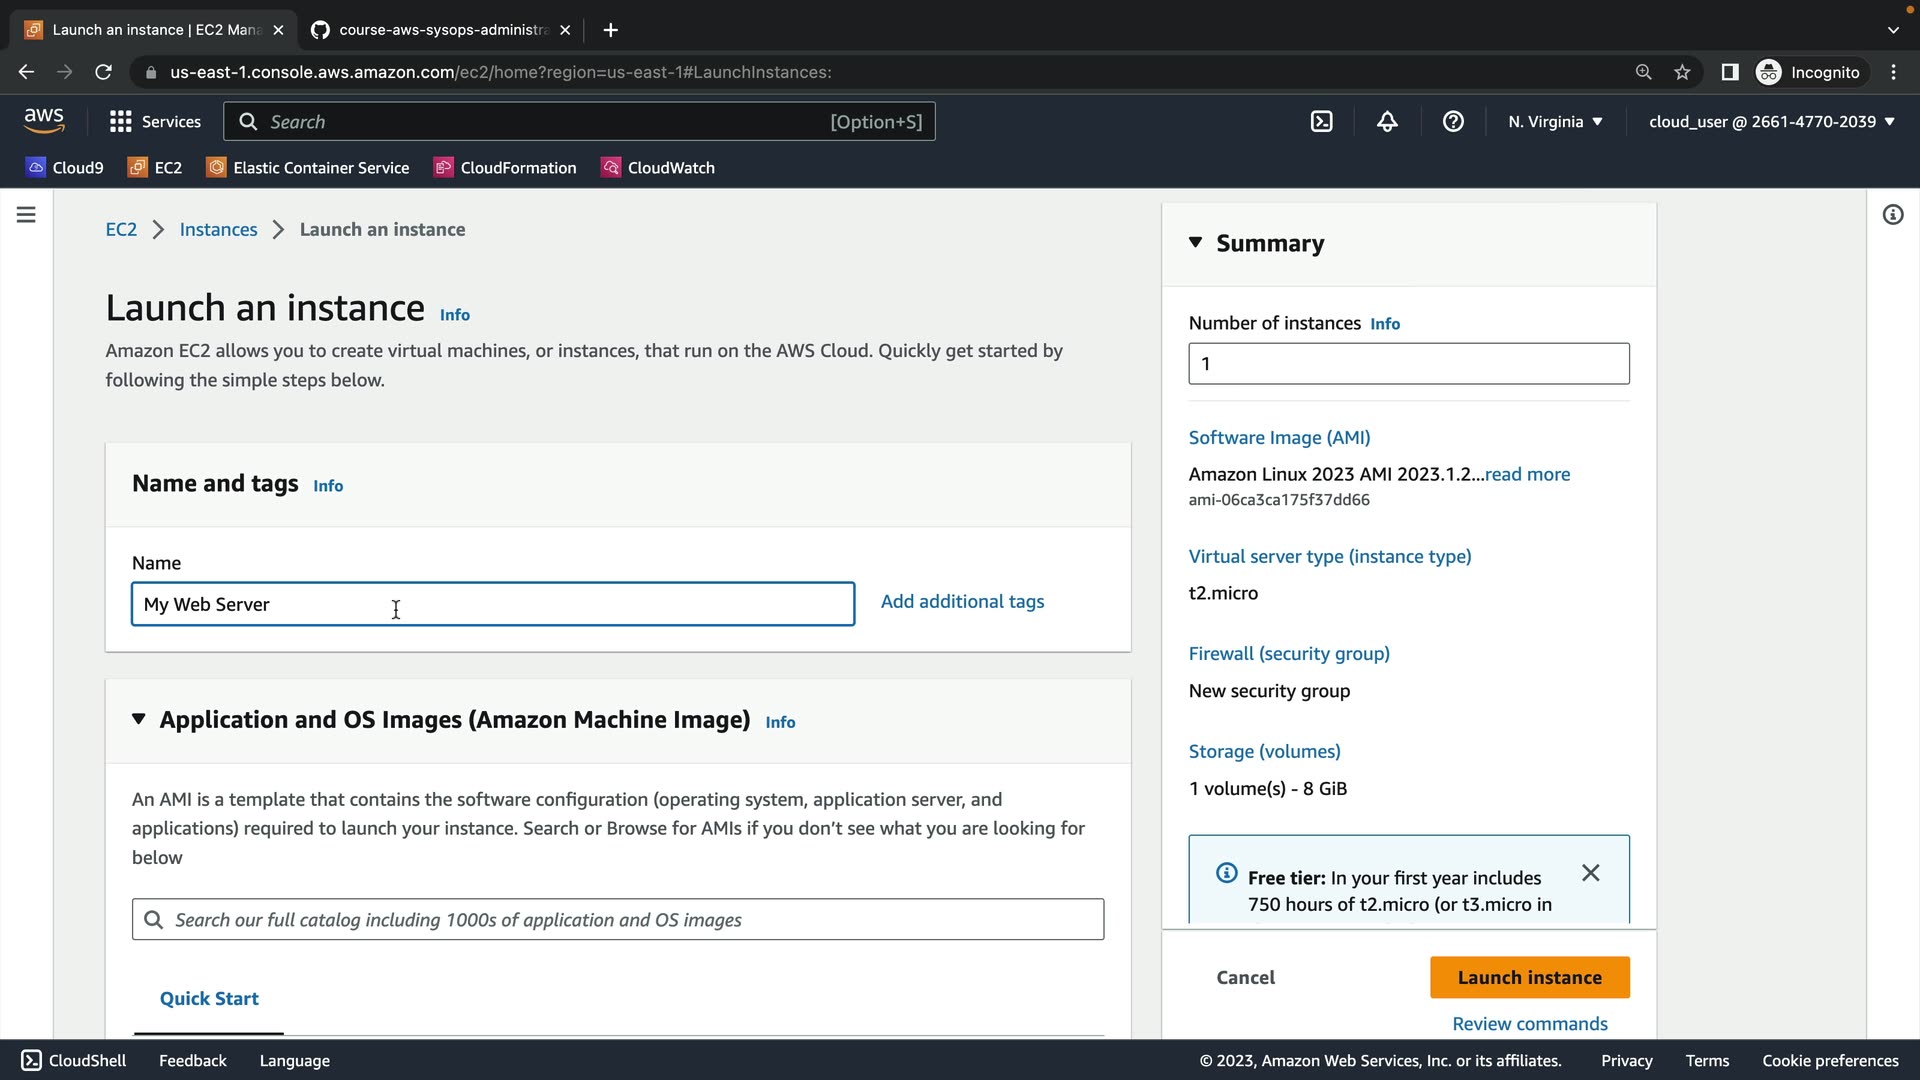 Launch an instance | EC2 Mana
course-aws-sysops-administra
us-east-1.console.aws.amazon.com/ec2/home?region=us-east-1#LaunchInstances:
Incognito
aws
Services
Search
[Option+S]
N. Virginia
cloud_user @ 2661-4770-2039
Cloud9
EC2
Elastic Container Service
CloudFormation
CloudWatch
EC2
Instances
Launch an instance
Launch an instance Info
Amazon EC2 allows you to create virtual machines, or instances, that run on the AWS Cloud. Quickly get started by
following the simple steps below.
Name and tags Info
Name
My Web Server
Add additional tags
Application and OS Images (Amazon Machine Image) Info
An AMI is a template that contains the software configuration (operating system, application server, and
applications) required to launch your instance. Search or Browse for AMIs if you don’t see what you are looking for
below
Search our full catalog including 1000s of application and OS images
Quick Start
Summary
Number of instances Info
1
Software Image (AMI)
Amazon Linux 2023 AMI 2023.1.2...read more
ami-06ca3ca175f37dd66
Virtual server type (instance type)
t2.micro
Firewall (security group)
New security group
Storage (volumes)
1 volume(s) - 8 GiB
Free tier: In your first year includes
750 hours of t2.micro (or t3.micro in
Cancel
Launch instance
Review commands
CloudShell
Feedback
Language
© 2023, Amazon Web Services, Inc. or its affiliates.
Privacy
Terms
Cookie preferences